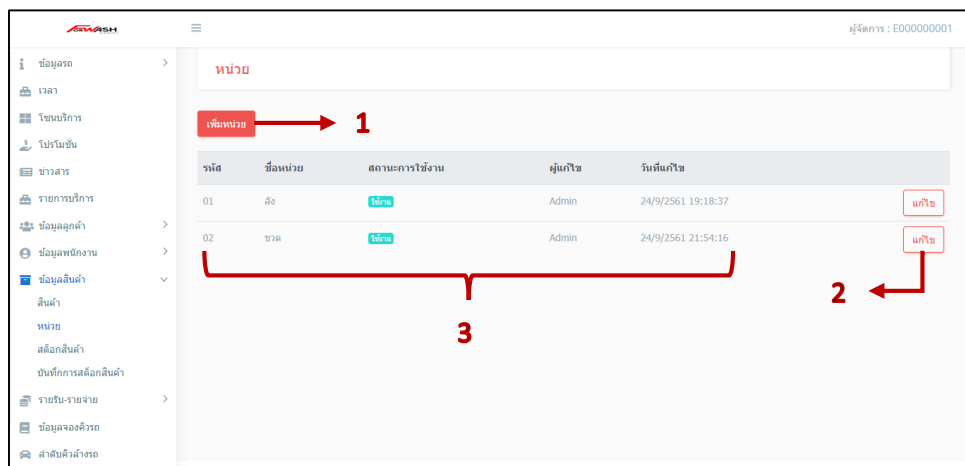 FOXWASH
ผู้จัดการ : E000000001
ข้อมูลรถ
เวลา
โซนบริการ
โปรโมชั่น
ข่าวสาร
รายการบริการ
ข้อมูลลูกค้า
ข้อมูลพนักงาน
ข้อมูลสินค้า
สินค้า
หน่วย
สต็อกสินค้า
บันทึกการสต็อกสินค้า
รายรับ-รายจ่าย
ข้อมูลจองคิวรถ
ลำดับคิวล้างรถ
หน่วย
เพิ่มหน่วย 1
รหัส ชื่อหน่วย สถานะการใช้งาน ผู้แก้ไข วันที่แก้ไข
01 ลัง ใช้งาน Admin 24/9/2561 19:18:37 แก้ไข
02 ขวด ใช้งาน Admin 24/9/2561 21:54:16 แก้ไข
2
3